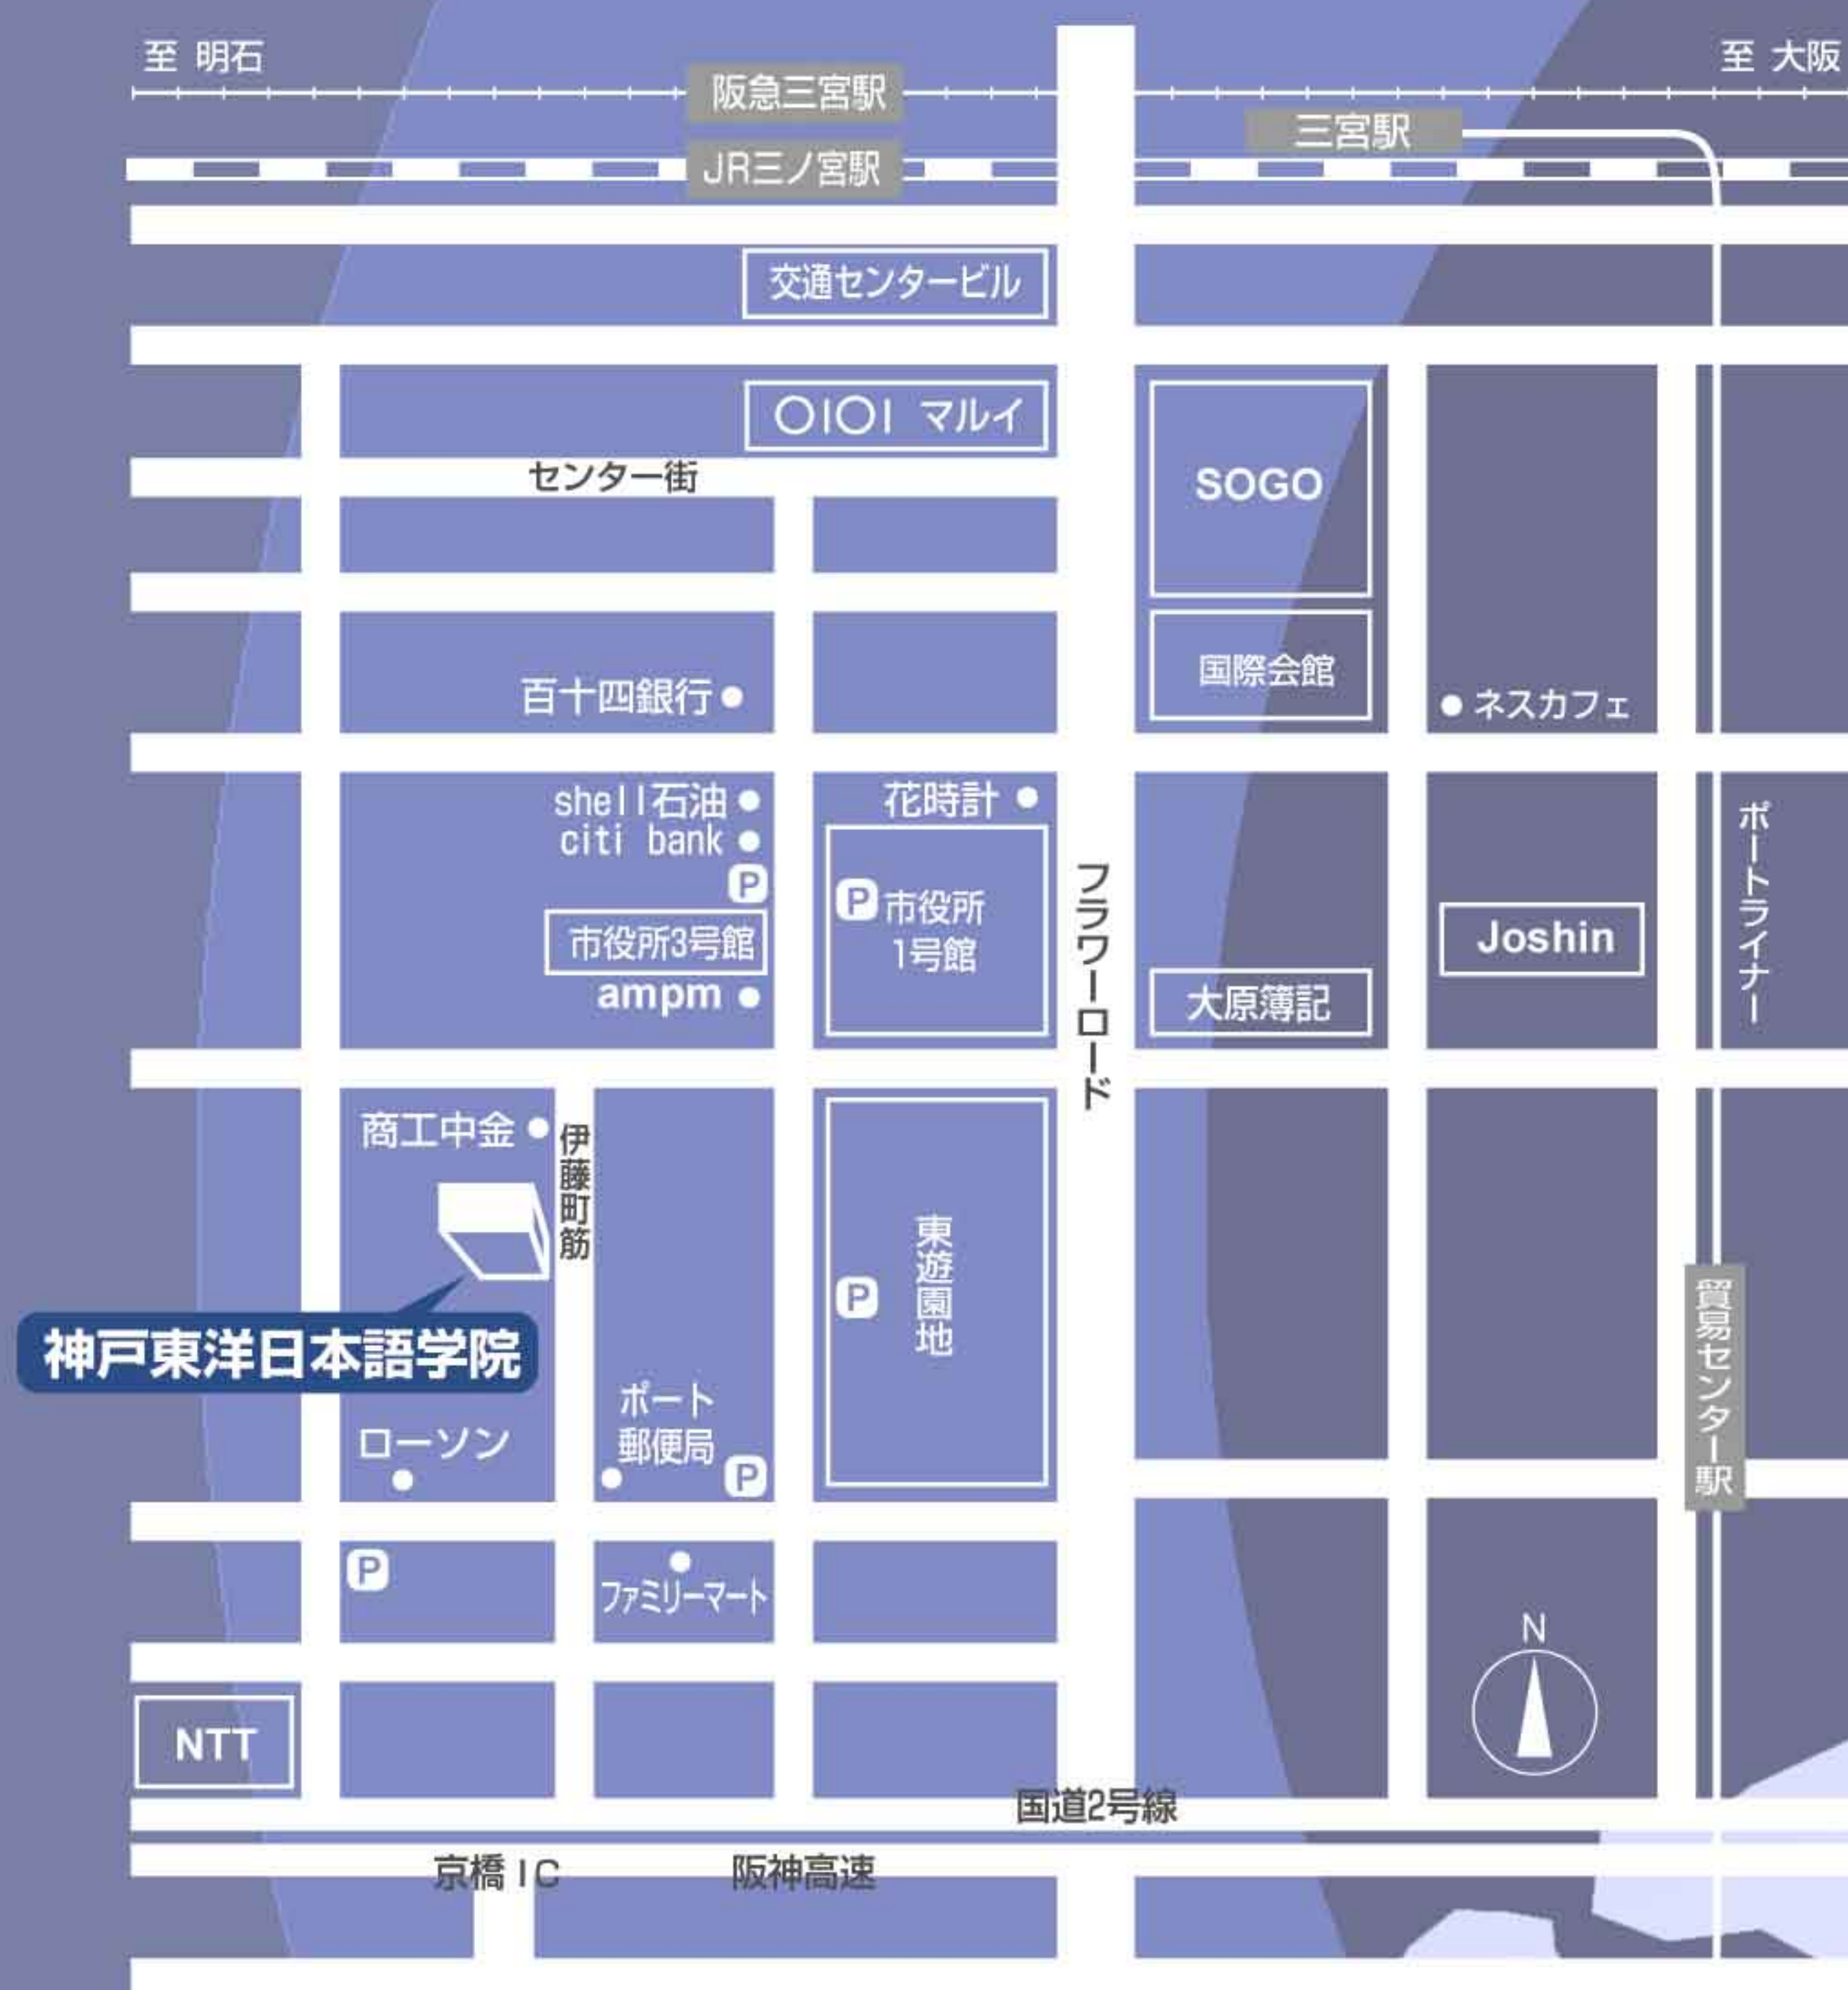 至 明石
至 大阪
阪急三宮駅
三宮駅
JR三ノ宮駅
交通センタービル
OIOI マルイ
センター街
SOGO
国際会館
百十四銀行
ネスカフェ
shell石油
花時計
citi bank
P
P
市役所
1号館
市役所3号館
ampm
フラワーロード
大原簿記
Joshin
ポートライナー
商工中金
伊藤町筋
東遊園地
P
神戸東洋日本語学院
貿易センター駅
ローソン
ポート
郵便局
P
P
ファミリーマート
N
NTT
国道2号線
京橋IC
阪神高速